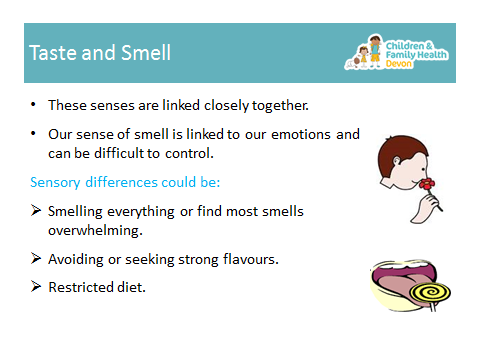 Taste and Smell
Children &
Family Health
Devon
• These senses are linked closely together.
• Our sense of smell is linked to our emotions and
can be difficult to control.
Sensory differences could be:
➢ Smelling everything or find most smells
overwhelming.
➢ Avoiding or seeking strong flavours.
➢ Restricted diet.